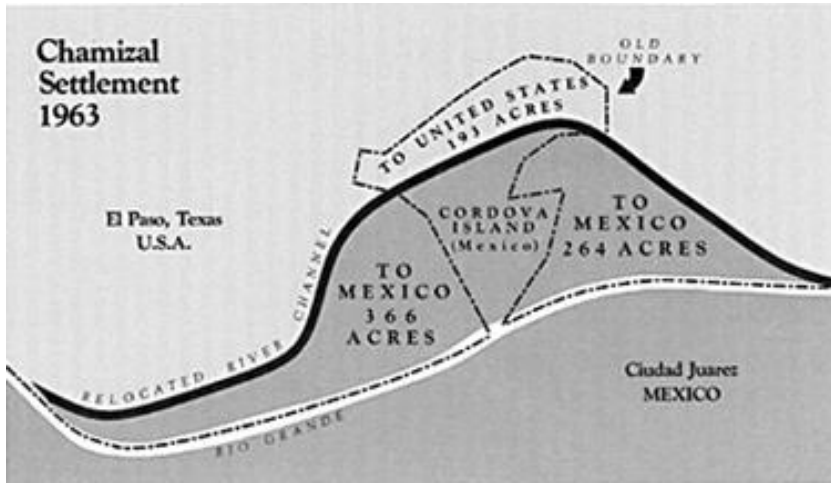 Chamizal
Settlement
1963
OLD
BOUNDARY
TO UNITED STATES
193 ACRES
El Paso, Texas
U.S.A.
CORDOVA
ISLAND
(Mexico)
TO
MEXICO
264 ACRES
TO
MEXICO
366
ACRES
RELOCATED RIVER CHANNEL
RIO GRANDE
Ciudad Juarez
MEXICO